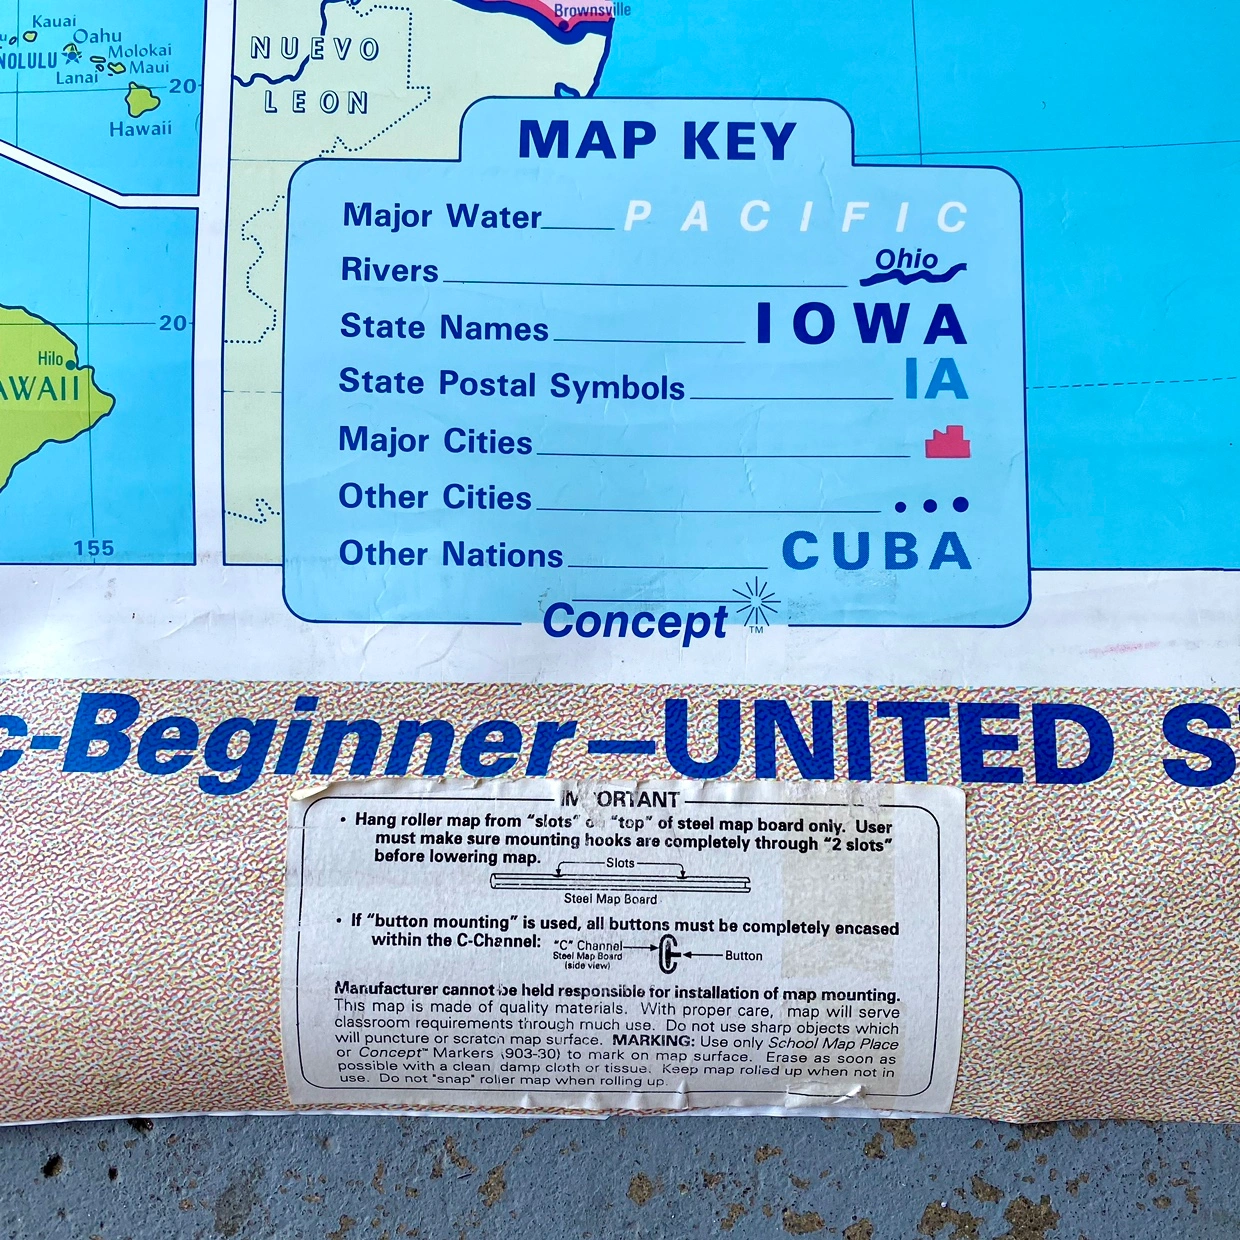 Kauai
Oahu
Molokai
Lanai
Maui
20
Hawaii
NUEVO
LEON
Brownsville
MAP KEY
Major Water PACIFIC
Rivers Ohio
State Names IOWA
State Postal Symbols IA
Major Cities
Other Cities
Other Nations CUBA
Concept™
20
Hilo
155
Beginner—UNITED
IMPORTANT
• Hang roller map from "slots" "top" of steel map board only. User
must make sure mounting hooks are completely through "2 slots"
before lowering map.
Slots
Steel Map Board
• If "button mounting" is used, all buttons must be completely encased
within the C-Channel:
"C" Channel
Steel Map Board
(side view)
Button
Manufacturer cannot be held responsible for installation of map mounting.
This map is made of quality materials. With proper care, map will serve
classroom requirements through much use. Do not use sharp objects which
will puncture or scratch map surface. MARKING: Use only School Map Place
or Concept™ Markers (903-30) to mark on map surface. Erase as soon as
possible with a clean damp cloth or tissue. Keep map rolled up when not in
use. Do not "snap" roller map when rolling up.